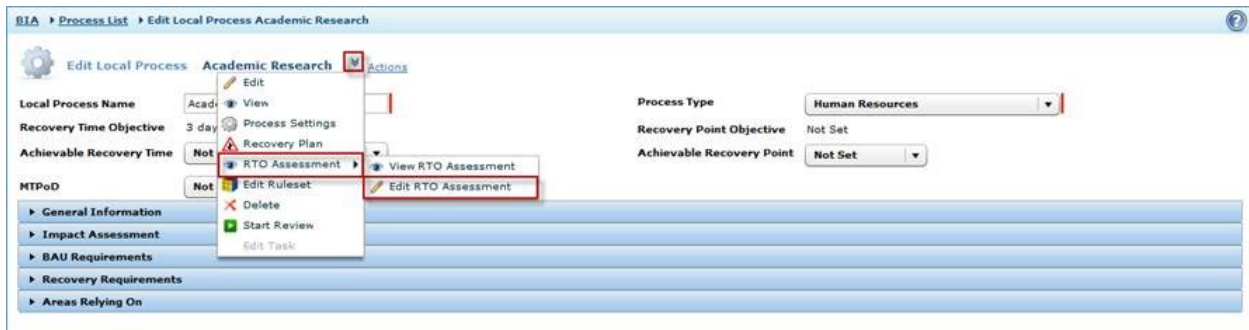 BIA Process List Edit Local Process Academic Research
Edit Local Process Academic Research Actions
Edit
Local Process Name Acad View Process Type Human Resources
Recovery Time Objective 3 day Process Settings Recovery Point Objective Not Set
Recovery Plan
Achievable Recovery Time Not RTO Assessment View RTO Assessment Achievable Recovery Point Not Set
MTPoD Not Edit Ruleset Edit RTO Assessment
Delete
General Information
Start Review
Impact Assessment
Edit Task
BAU Requirements
Recovery Requirements
Areas Relying On